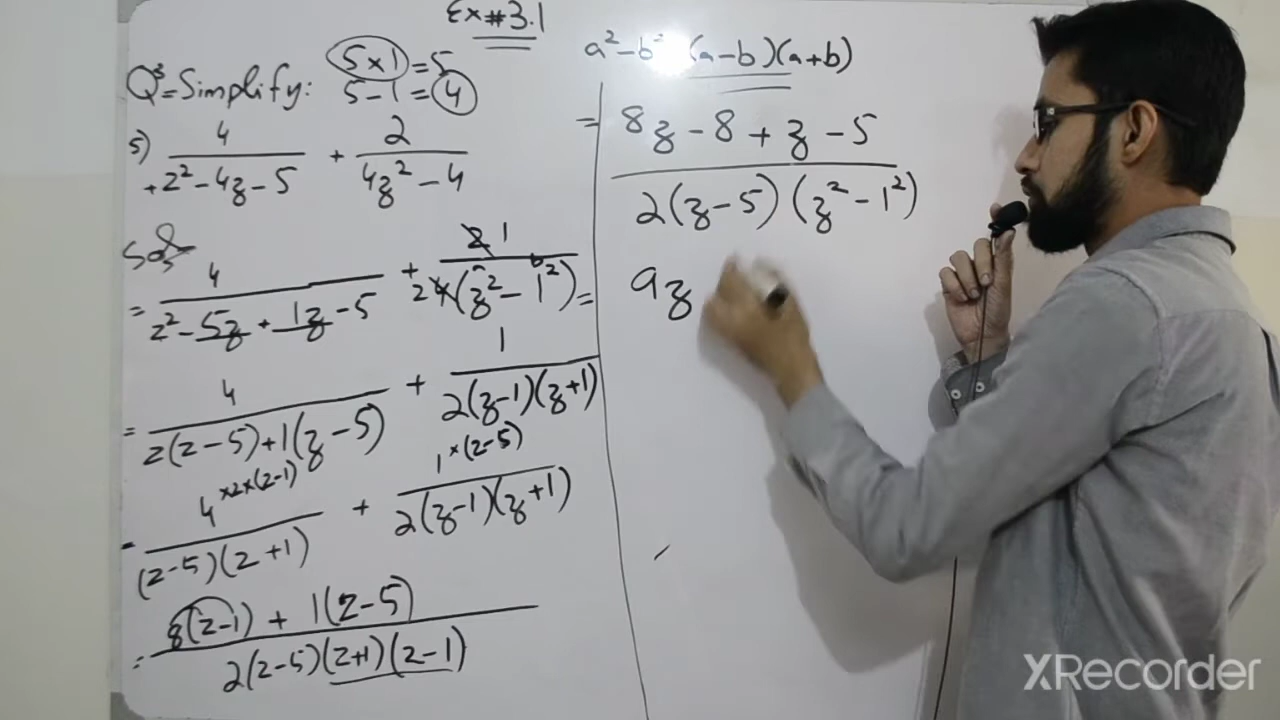 Ex#3.1
Q3=Simplify: 5×1=5
5-1=4
5) 4/+z²-4z-5 + 2/4z²-4
Sol
= 4/z²-5z+1z-5 + 2 1/2 4(z²-1²)
= 4/z(z-5)+1(z-5) + 1/2(z-1)(z+1)
= 4×2×(z-1)/(z-5)(z+1) + 1×(z-5)/2(z-1)(z+1)
= 8(z-1)+1(z-5)/2(z-5)(z+1)(z-1)
a²-b² (a-b)(a+b)
= 8z-8+z-5/2(z-5)(z²-1²)
= 9z
XRecorder